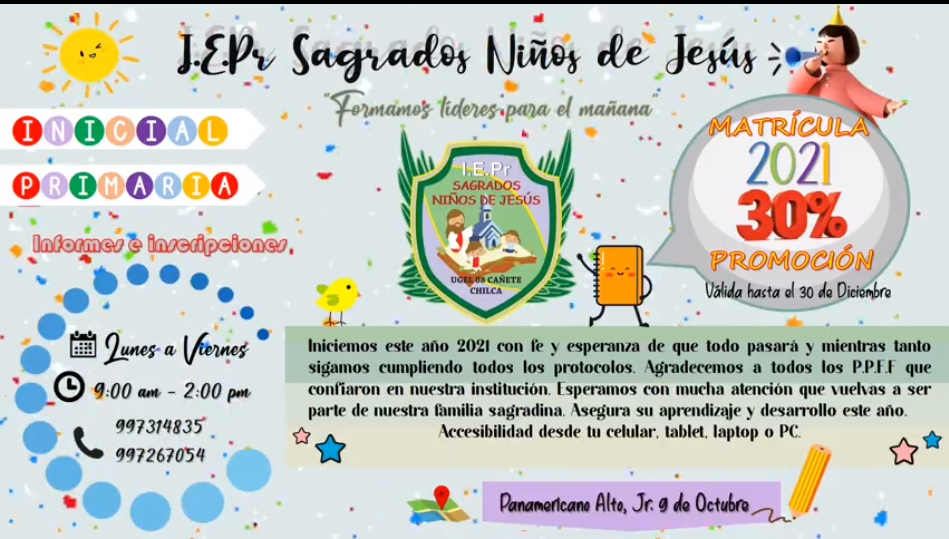 I.E.Pr Sagrados Niños de Jesús
"Formamos líderes para el mañana"
INICIAL
PRIMARIA
Informes e inscripciones
Lunes a Viernes
9:00 am - 2:00 pm
997314835
997267054
I.E.Pr
SAGRADOS
NIÑOS DE JESÚS
UGEL 08 CAÑETE
CHILCA
MATRÍCULA
2021
30%
PROMOCIÓN
Válida hasta el 30 de Diciembre
Iniciemos este año 2021 con fe y esperanza de que todo pasará y mientras tanto
sigamos cumpliendo todos los protocolos. Agradecemos a todos los P.P.F.F que
confiaron en nuestra institución. Esperamos con mucha atención que vuelvas a ser
parte de nuestra familia sagradina. Asegura su aprendizaje y desarrollo este año.
Accesibilidad desde tu celular, tablet, laptop o PC.
Panamericano Alto, Jr. 9 de Octubre